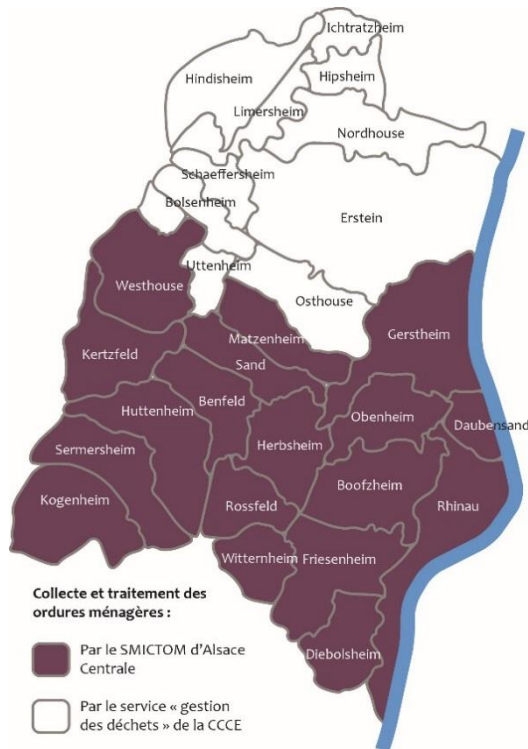 Ichtratzheim
Hindisheim
Hipsheim
Limersheim
Nordhouse
Schaeffersheim
Bolsenheim
Erstein
Uttenheim
Westhouse
Osthouse
Gerstheim
Matzenheim
Kertzfeld
Sand
Benfeld
Huttenheim
Obenheim
Daubensand
Herbsheim
Sermersheim
Boofzheim
Rhinau
Kogenheim
Rossfeld
Witternheim
Friesenheim
Diebolsheim
Collecte et traitement des
ordures ménagères :
Par le SMICTOM d'Alsace
Centrale
Par le service « gestion
des déchets » de la CCCE